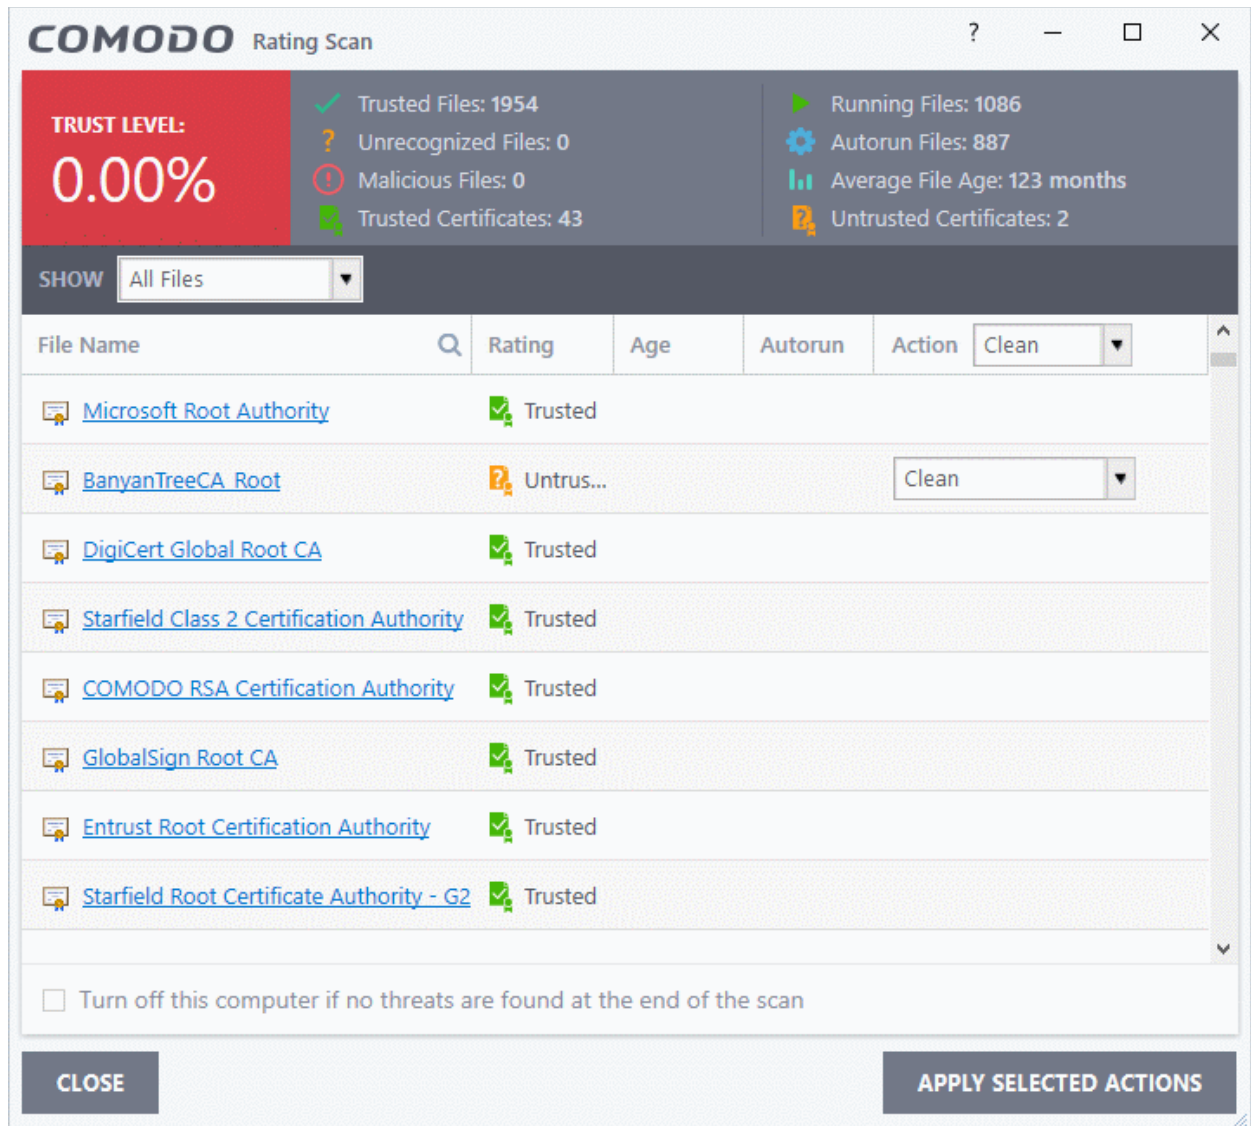 COMODO Rating Scan ?
TRUST LEVEL:
0.00%
Trusted Files: 1954
Unrecognized Files: 0
Malicious Files: 0
Trusted Certificates: 43
Running Files: 1086
Autorun Files: 887
Average File Age: 123 months
Untrusted Certificates: 2
SHOW All Files
File Name Rating Age Autorun Action Clean
Microsoft Root Authority Trusted
BanyanTreeCA Root Untrus... Clean
DigiCert Global Root CA Trusted
Starfield Class 2 Certification Authority Trusted
COMODO RSA Certification Authority Trusted
GlobalSign Root CA Trusted
Entrust Root Certification Authority Trusted
Starfield Root Certificate Authority - G2 Trusted
Turn off this computer if no threats are found at the end of the scan
CLOSE APPLY SELECTED ACTIONS